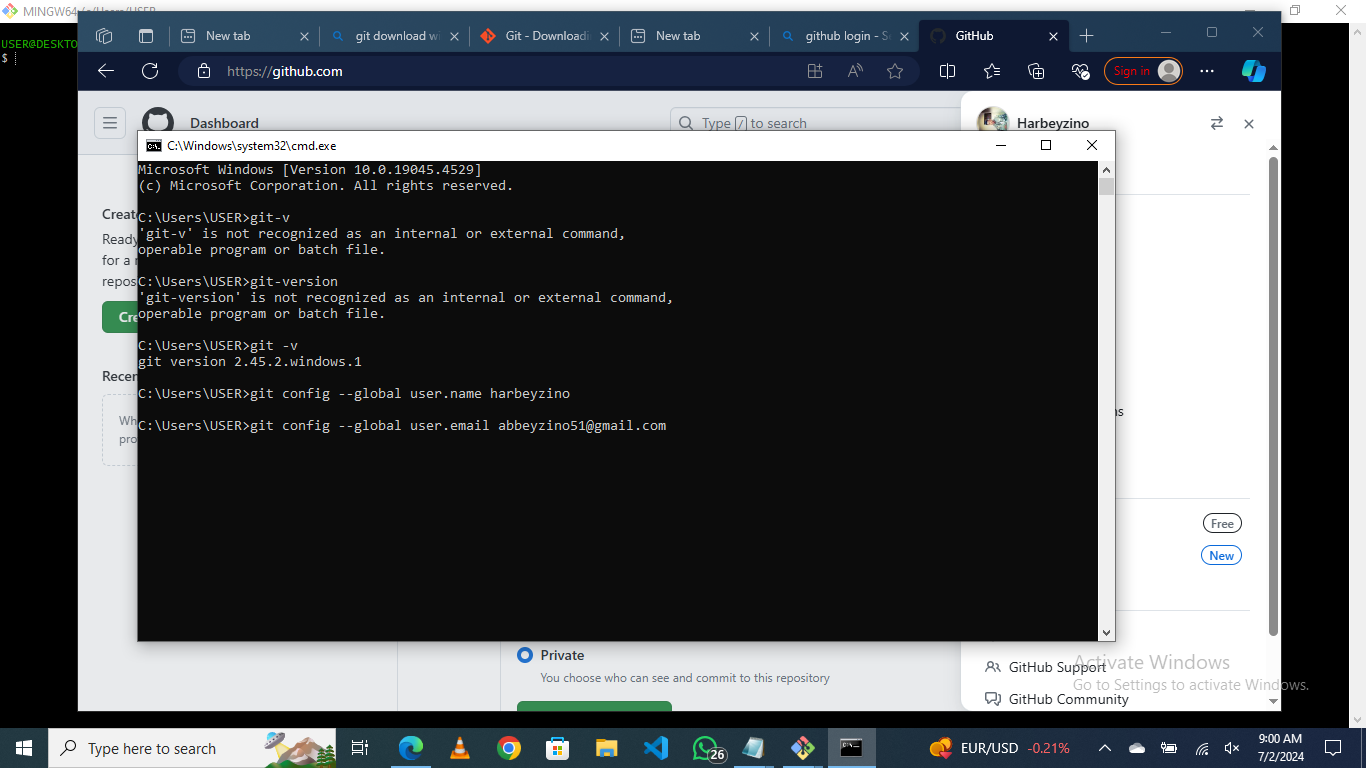 MINGW64:/c/Users/USER
USER@DESKTO
$
New tab
git download wi
Git - Downloadin
New tab
github login - S
GitHub
https://github.com
Sign in
Dashboard
Type / to search
Harbeyzino
C:\Windows\system32\cmd.exe
Microsoft Windows [Version 10.0.19045.4529]
(c) Microsoft Corporation. All rights reserved.
C:\Users\USER>git-v
'git-v' is not recognized as an internal or external command,
operable program or batch file.
C:\Users\USER>git-version
'git-version' is not recognized as an internal or external command,
operable program or batch file.
C:\Users\USER>git -v
git version 2.45.2.windows.1
C:\Users\USER>git config --global user.name harbeyzino
C:\Users\USER>git config --global user.email abbeyzino51@gmail.com
Create
Ready
for a n
repos
Cre
Recen
Wh
pro
ns
Free
New
Private
You choose who can see and commit to this repository
GitHub Support
GitHub Community
Activate Windows
Go to Settings to activate Windows.
Type here to search
26
EUR/USD -0.21%
9:00 AM
7/2/2024